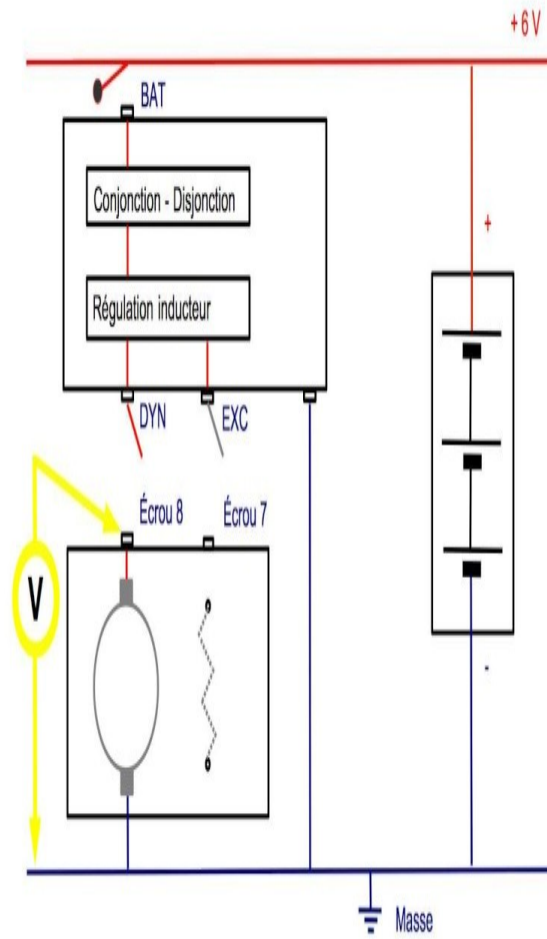 + 6 V
BAT
Conjonction - Disjonction
+
Régulation inducteur
DYN
EXC
Écrou 8
Écrou 7
V
-
Masse